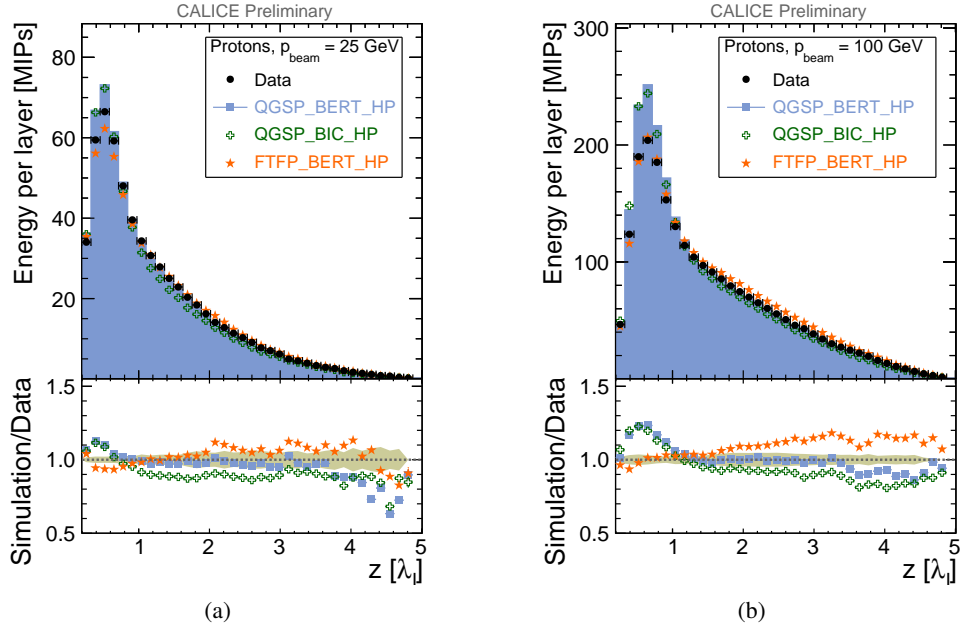 CALICE Preliminary
Energy per layer [MIPs]
80
60
40
20
Protons, p_beam = 25 GeV
Data
QGSP_BERT_HP
QGSP_BIC_HP
FTFP_BERT_HP
Simulation/Data
1.5
1.0
0.5
1 2 3 4 5
z [λ_I]
(a)
CALICE Preliminary
Energy per layer [MIPs]
300
200
100
Protons, p_beam = 100 GeV
Data
QGSP_BERT_HP
QGSP_BIC_HP
FTFP_BERT_HP
Simulation/Data
1.5
1.0
0.5
1 2 3 4 5
z [λ_I]
(b)